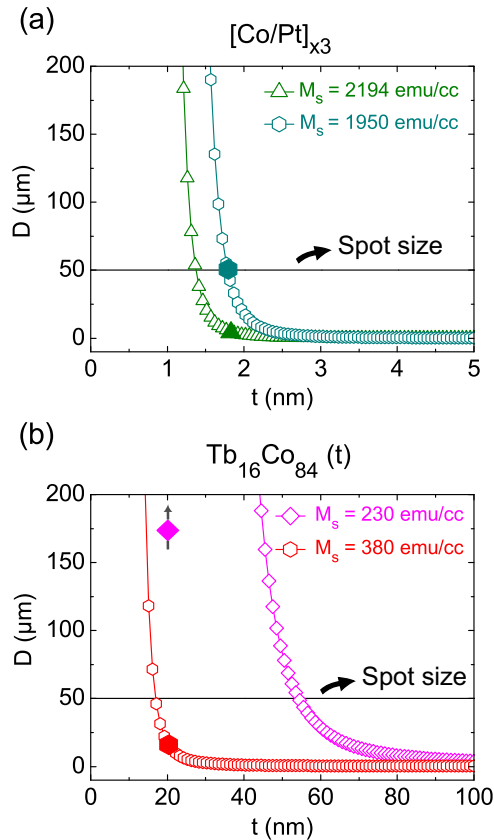 (a)
[Co/Pt]x3
200
150
100
50
0
D (μm)
Ms = 2194 emu/cc
Ms = 1950 emu/cc
Spot size
0 1 2 3 4 5
t (nm)
(b)
Tb16Co84 (t)
200
150
100
50
0
D (μm)
Ms = 230 emu/cc
Ms = 380 emu/cc
Spot size
0 20 40 60 80 100
t (nm)